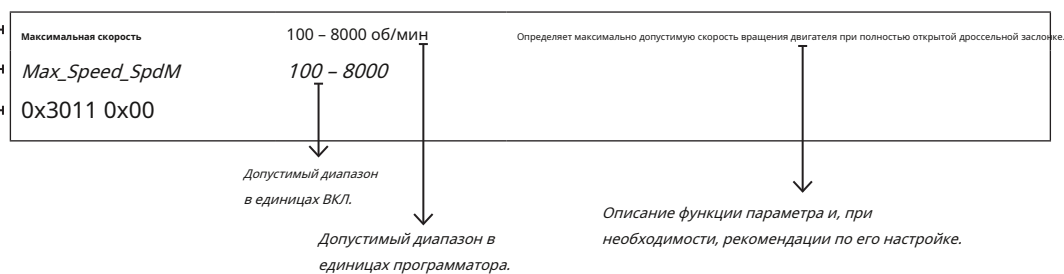 Максимальная скорость
100 – 8000 об/мин
Определяет максимально допустимую скорость вращения двигателя при полностью открытой дроссельной заслонке.
Max_Speed_SpdM
100 – 8000
0x3011 0x00
Допустимый диапазон
в единицах ВКЛ.
Допустимый диапазон в
единицах программатора.
Описание функции параметра и, при
необходимости, рекомендации по его настройке.